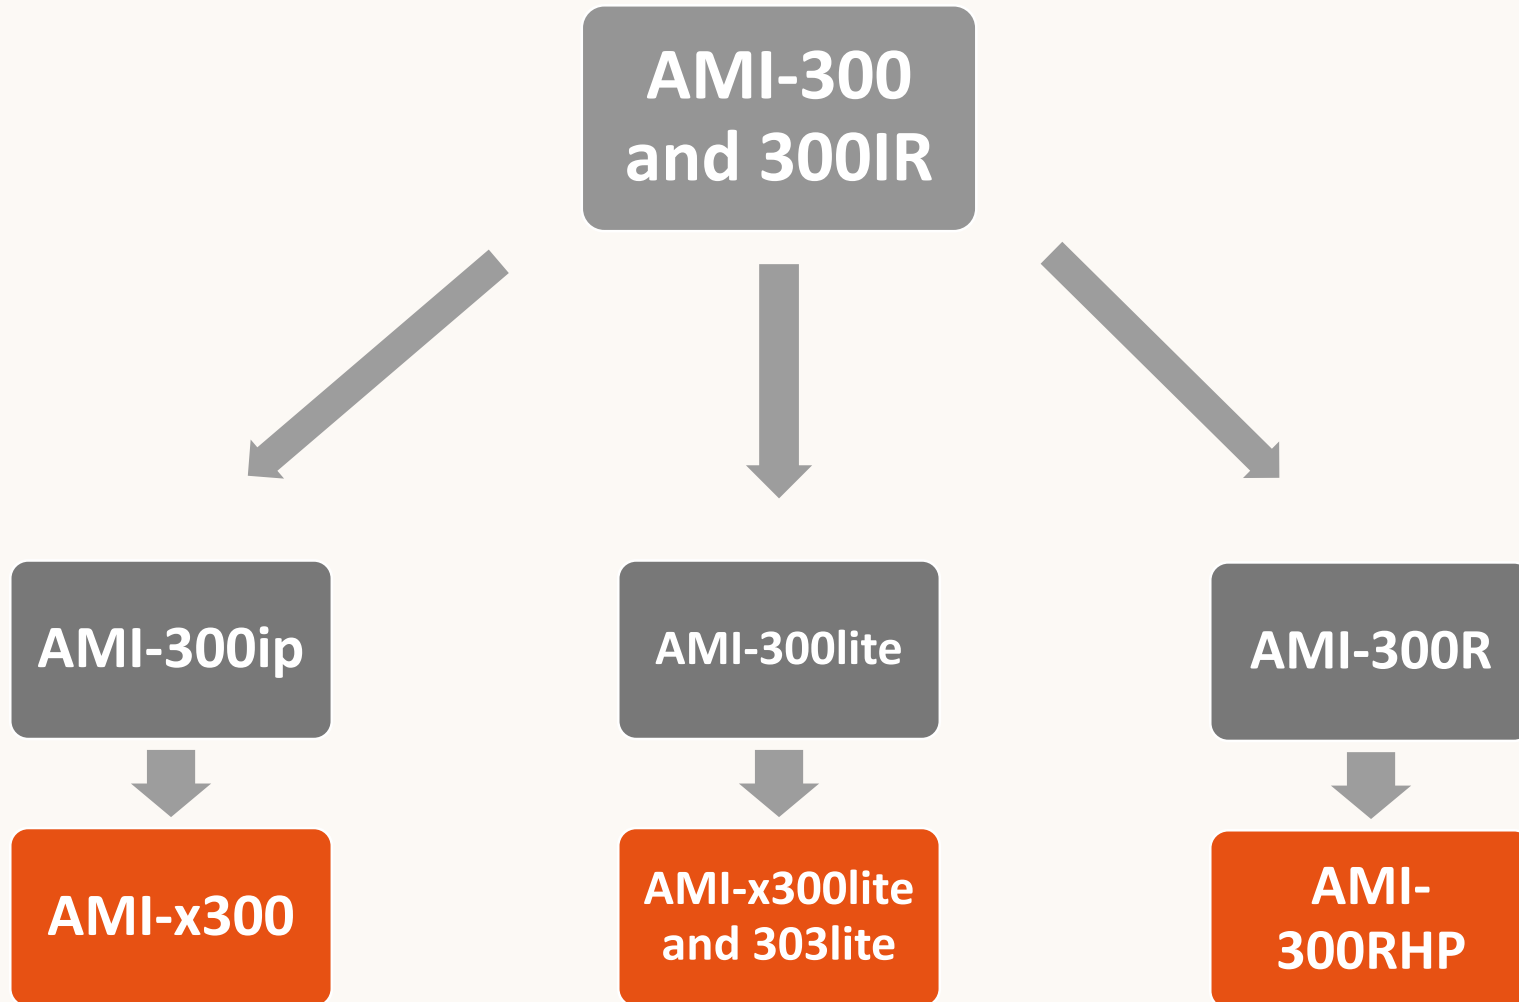 AMI-300
and 300IR
AMI-300ip
AMI-300lite
AMI-300R
AMI-x300
AMI-x300lite
and 303lite
AMI-
300RHP